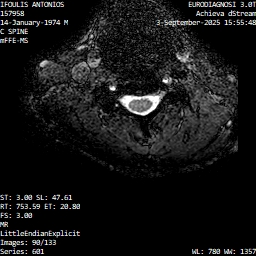 IFOULIS ANTONIOS
EURODIAGNOSI 3.0T
157958
Achieva dStream
14-January-1974 M
3-September-2025 15:55:48
C SPINE
mFFE-MS
ST: 3.00 SL: 47.61
RT: 753.59 ET: 20.80
FS: 3.00
MR
LittleEndianExplicit
Images: 90/133
Series: 601
WL: 780 WW: 1357